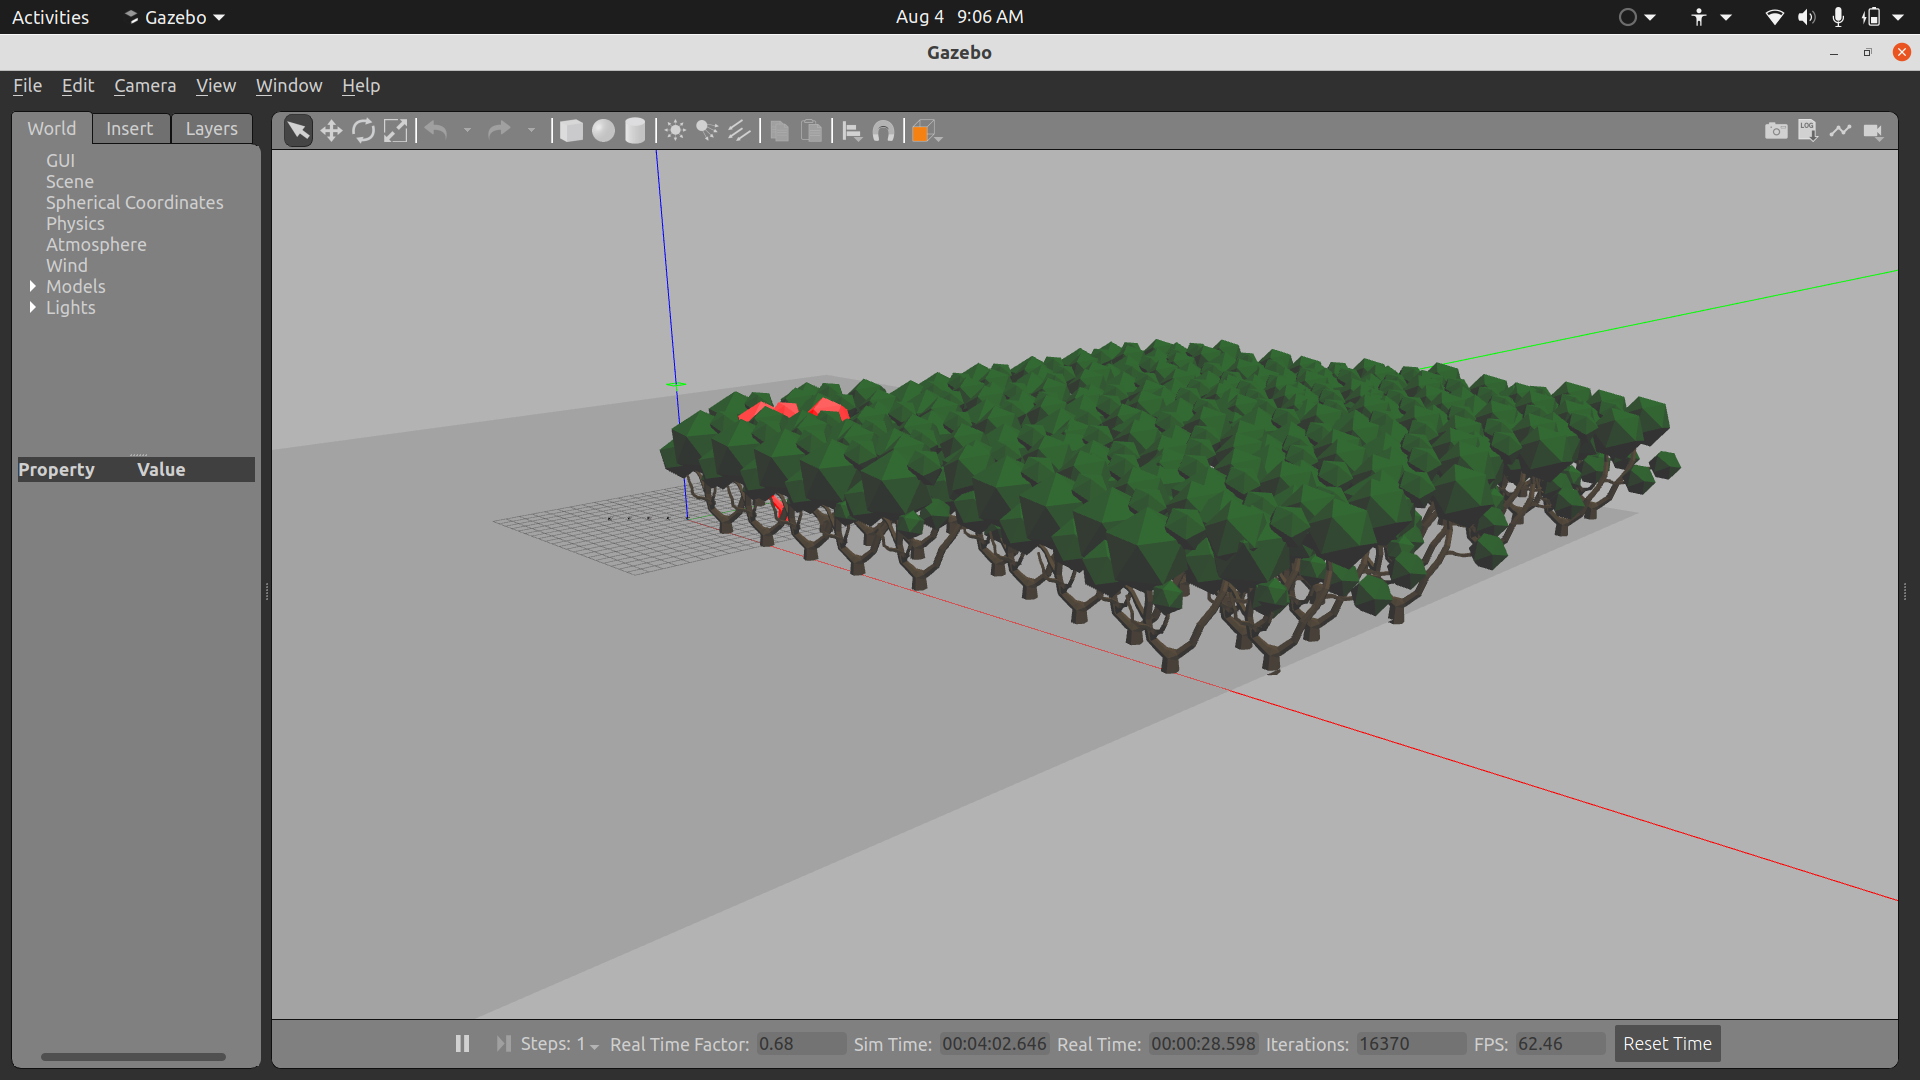 Activities Gazebo Aug 4 9:06 AM
Gazebo
File Edit Camera View Window Help
World Insert Layers
GUI
Scene
Spherical Coordinates
Physics
Atmosphere
Wind
Models
Lights
Property Value
LOG
Steps: 1 Real Time Factor: 0.68 Sim Time: 00:04:02.646 Real Time: 00:00:28.598 Iterations: 16370 FPS: 62.46 Reset Time